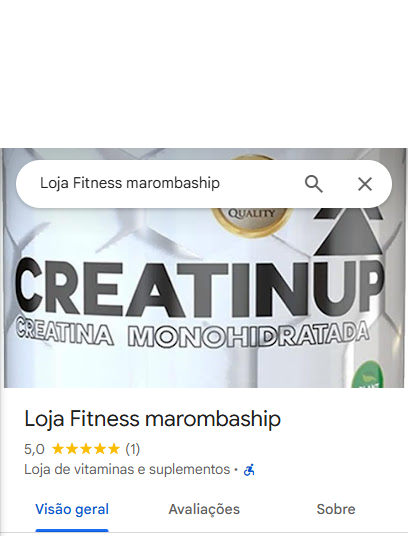 Loja Fitness marombaship
QUALITY
CREATINUP
CREATINA MONOHIDRATADA
PLANT
Loja Fitness marombaship
5,0 (1)
Loja de vitaminas e suplementos ·
Visão geral Avaliações Sobre